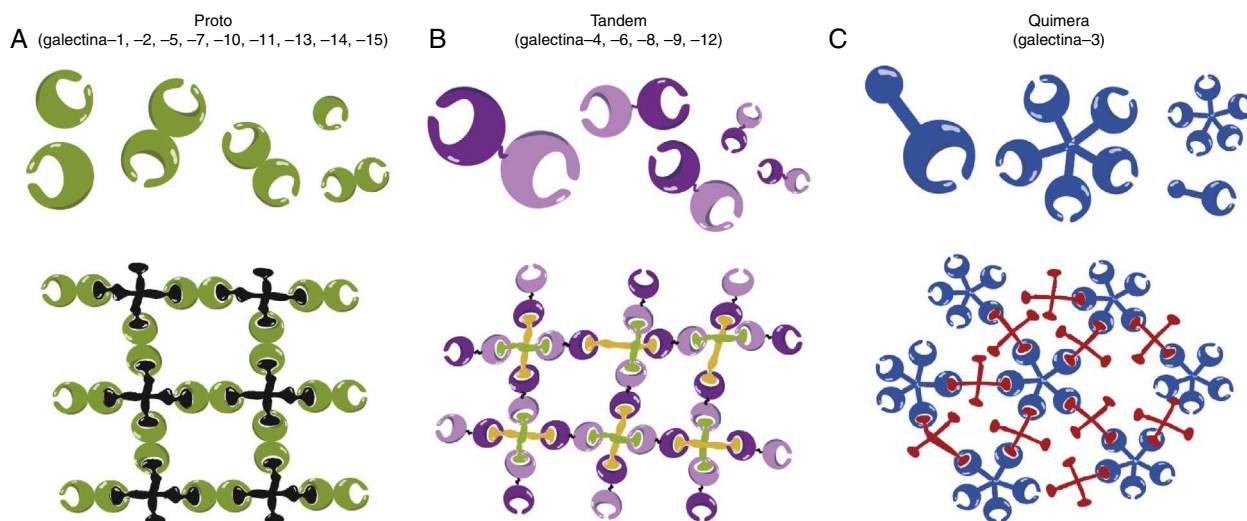 A
Proto
(galectina–1, –2, –5, –7, –10, –11, –13, –14, –15)
B
Tandem
(galectina–4, –6, –8, –9, –12)
C
Quimera
(galectina–3)